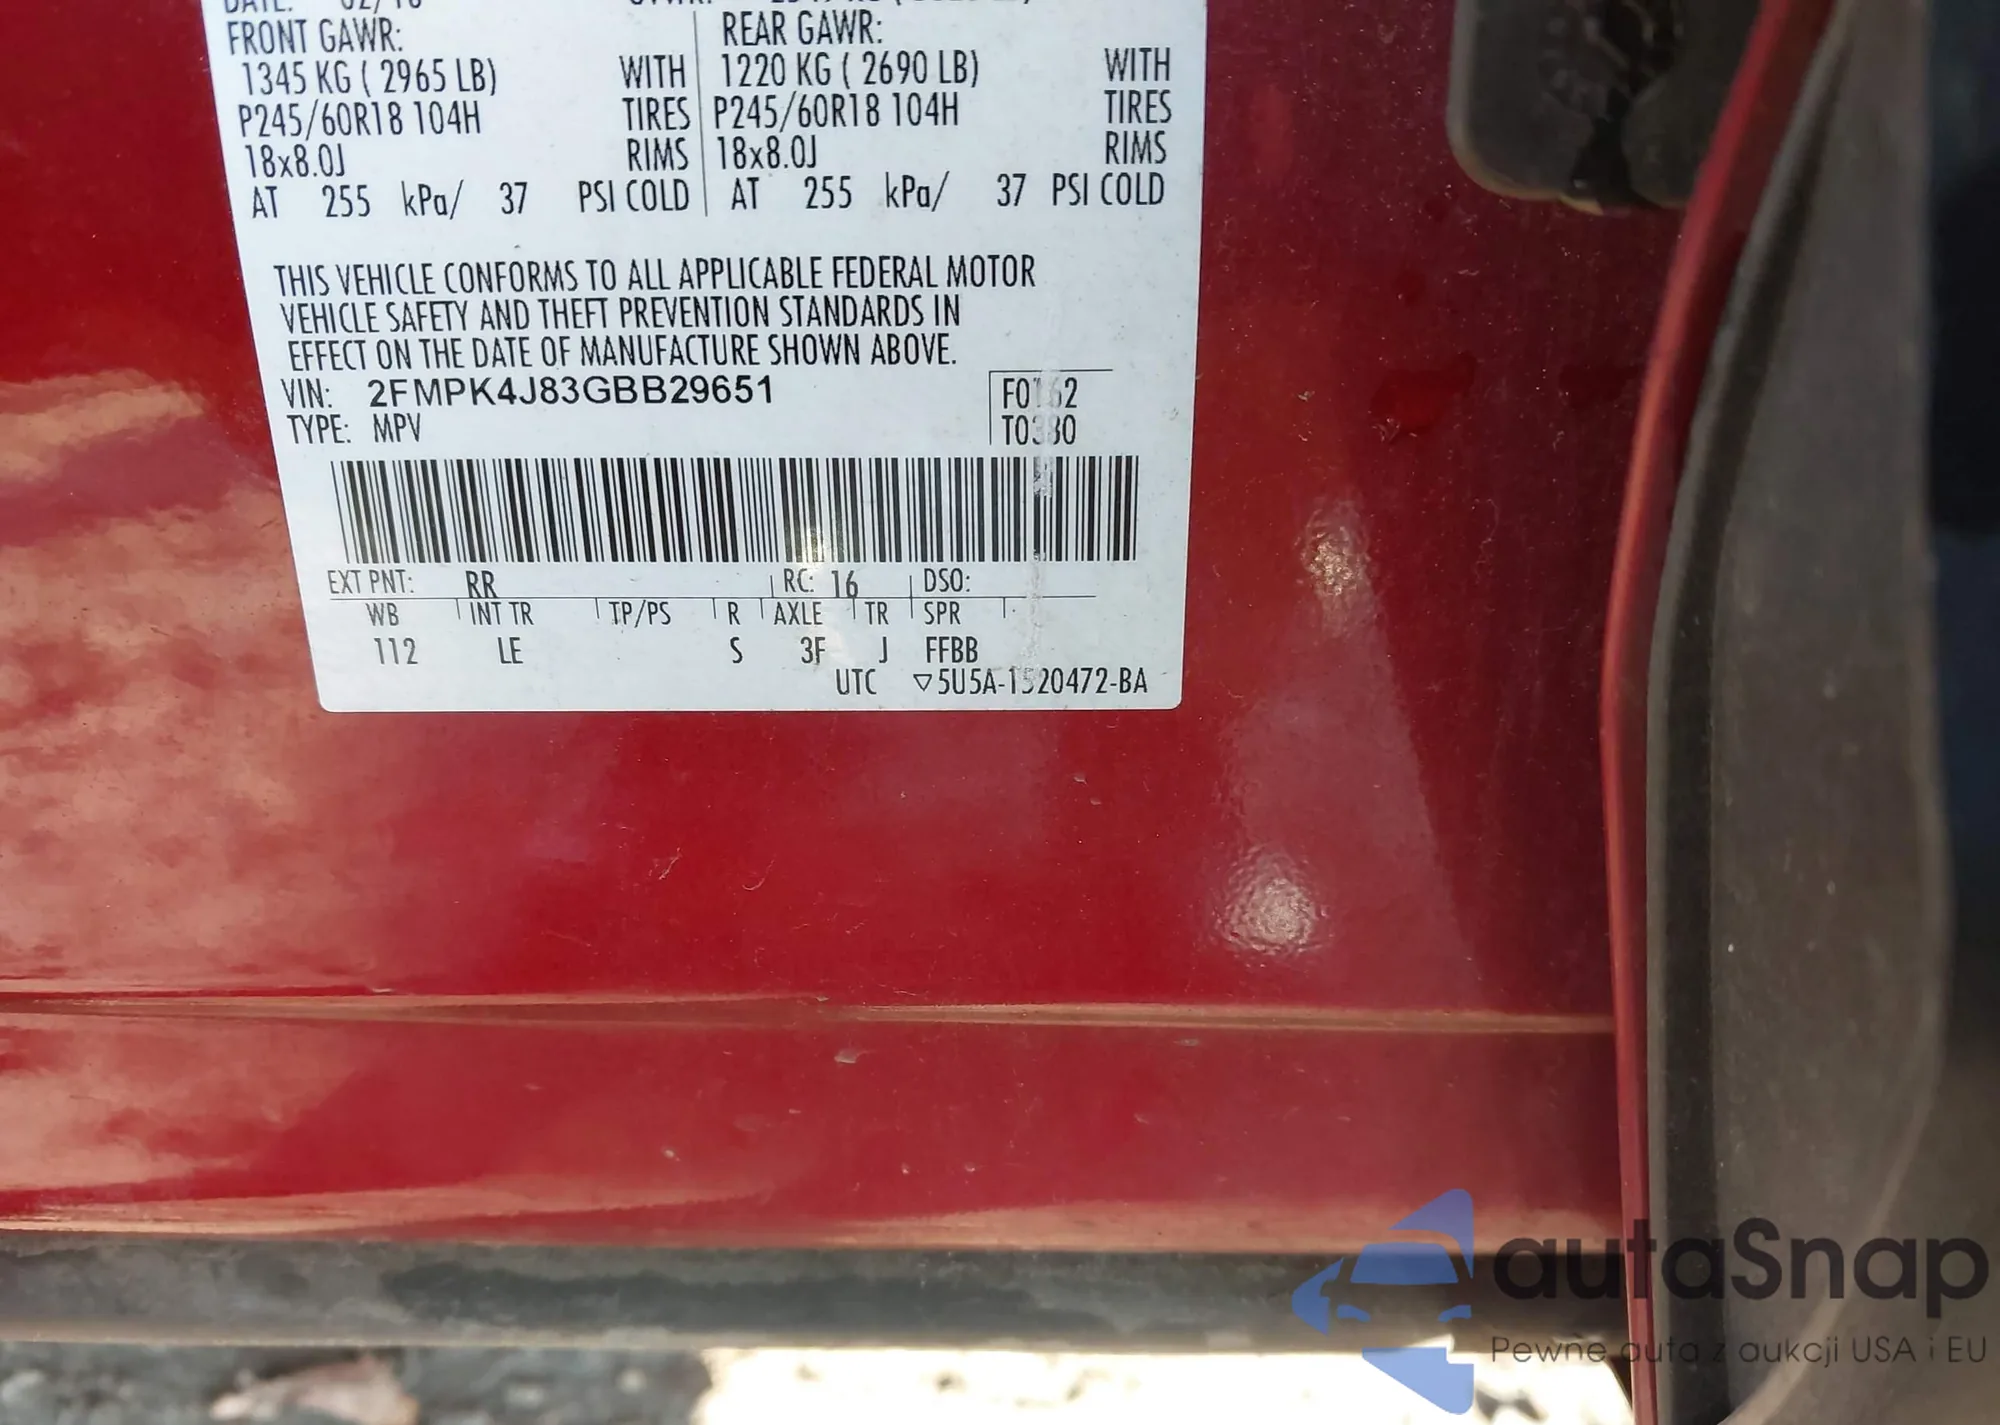 FRONT GAWR:
1345 KG ( 2965 LB) WITH
P245/60R18 104H TIRES
18x8.0J RIMS
AT 255 kPa/ 37 PSI COLD
REAR GAWR:
1220 KG ( 2690 LB) WITH
P245/60R18 104H TIRES
18x8.0J RIMS
AT 255 kPa/ 37 PSI COLD
THIS VEHICLE CONFORMS TO ALL APPLICABLE FEDERAL MOTOR
VEHICLE SAFETY AND THEFT PREVENTION STANDARDS IN
EFFECT ON THE DATE OF MANUFACTURE SHOWN ABOVE.
VIN: 2FMPK4J83GBB29651
TYPE: MPV
EXT PNT: RR RC: 16 DSO:
WB INT TR TP/PS R AXLE TR SPR
112 LE S 3F J FFBB
UTC ▽5U5A-1520472-BA
autaSnap
Pewne auta z aukcji USA i EU